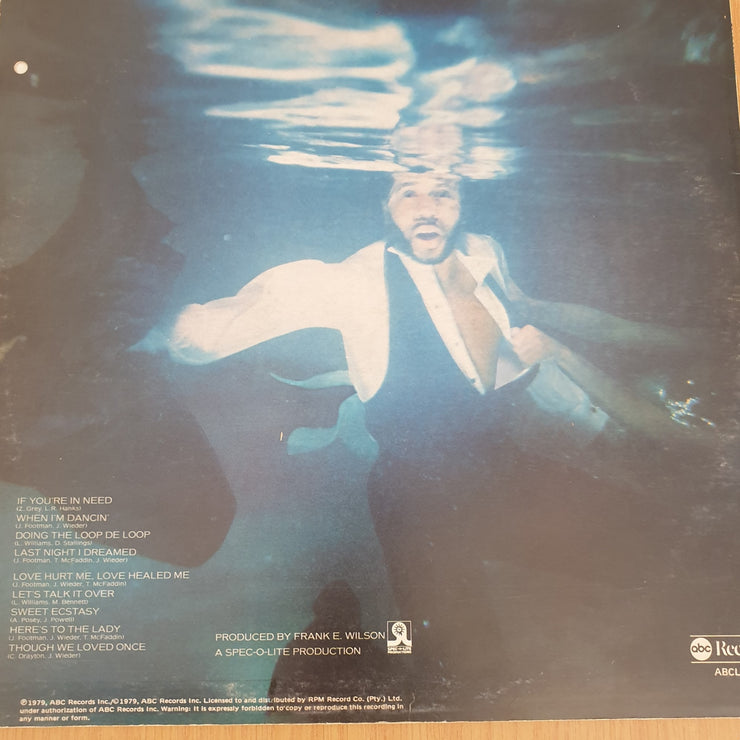 IF YOU'RE IN NEED
(Z. Grey, L.R. Hanks)
WHEN I'M DANCIN'
(J. Footman, J. Wieder)
DOING THE LOOP DE LOOP
(L. Williams, D. Stallings)
LAST NIGHT I DREAMED
(J. Footman, T. McFaddin, J. Wieder)
LOVE HURT ME, LOVE HEALED ME
(J. Footman, J. Wieder, T. McFaddin)
LET'S TALK IT OVER
(L. Williams, M. Bennett)
SWEET ECSTASY
(A. Posey, J. Powell)
HERE'S TO THE LADY
(J. Footman, J. Wieder, T. McFaddin)
THOUGH WE LOVED ONCE
(C. Drayton, J. Wieder)
PRODUCED BY FRANK E. WILSON
A SPEC-O-LITE PRODUCTION
SPEC-O-LITE
abc Rec
ABCL
℗1979, ABC Records Inc./©1979, ABC Records Inc. Licensed to and distributed by RPM Record Co. (Pty.) Ltd.
under authorization of ABC Records Inc. Warning: It is expressly forbidden to copy or reproduce this recording in
any manner or form.